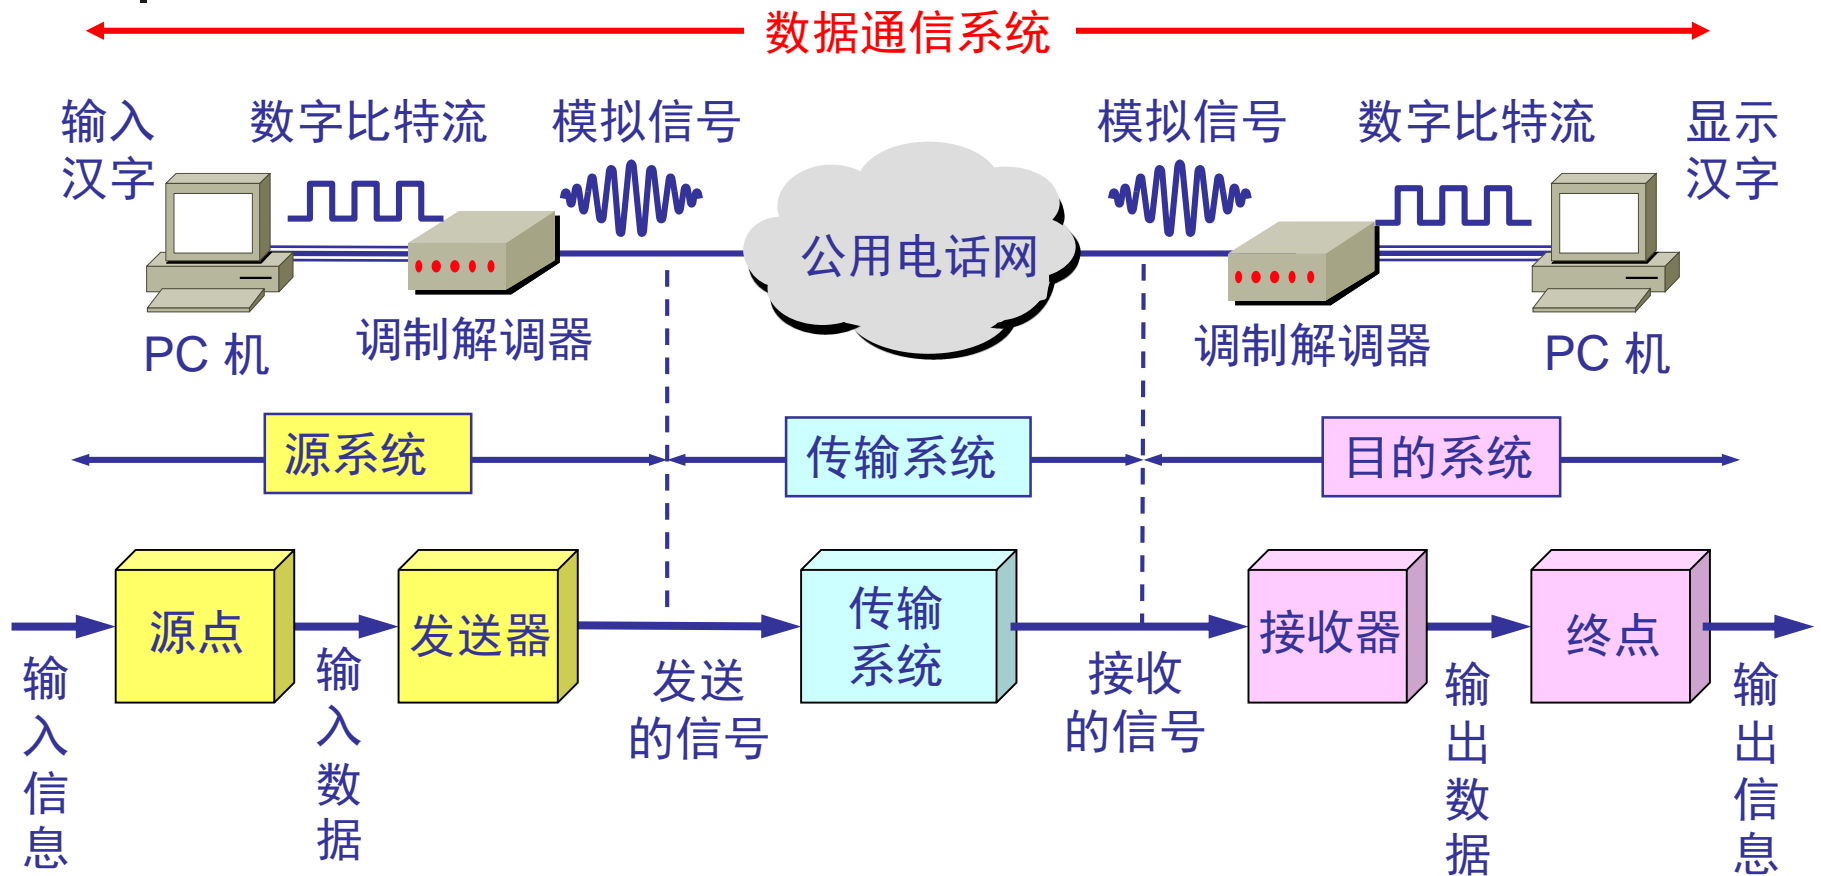 数据通信系统
输入
汉字
数字比特流
模拟信号
模拟信号
数字比特流
显示
汉字
公用电话网
PC 机
调制解调器
调制解调器
PC 机
源系统
传输系统
目的系统
源点
发送器
传输
系统
接收器
终点
输入信息
输入数据
发送
的信号
接收
的信号
输出数据
输出信息